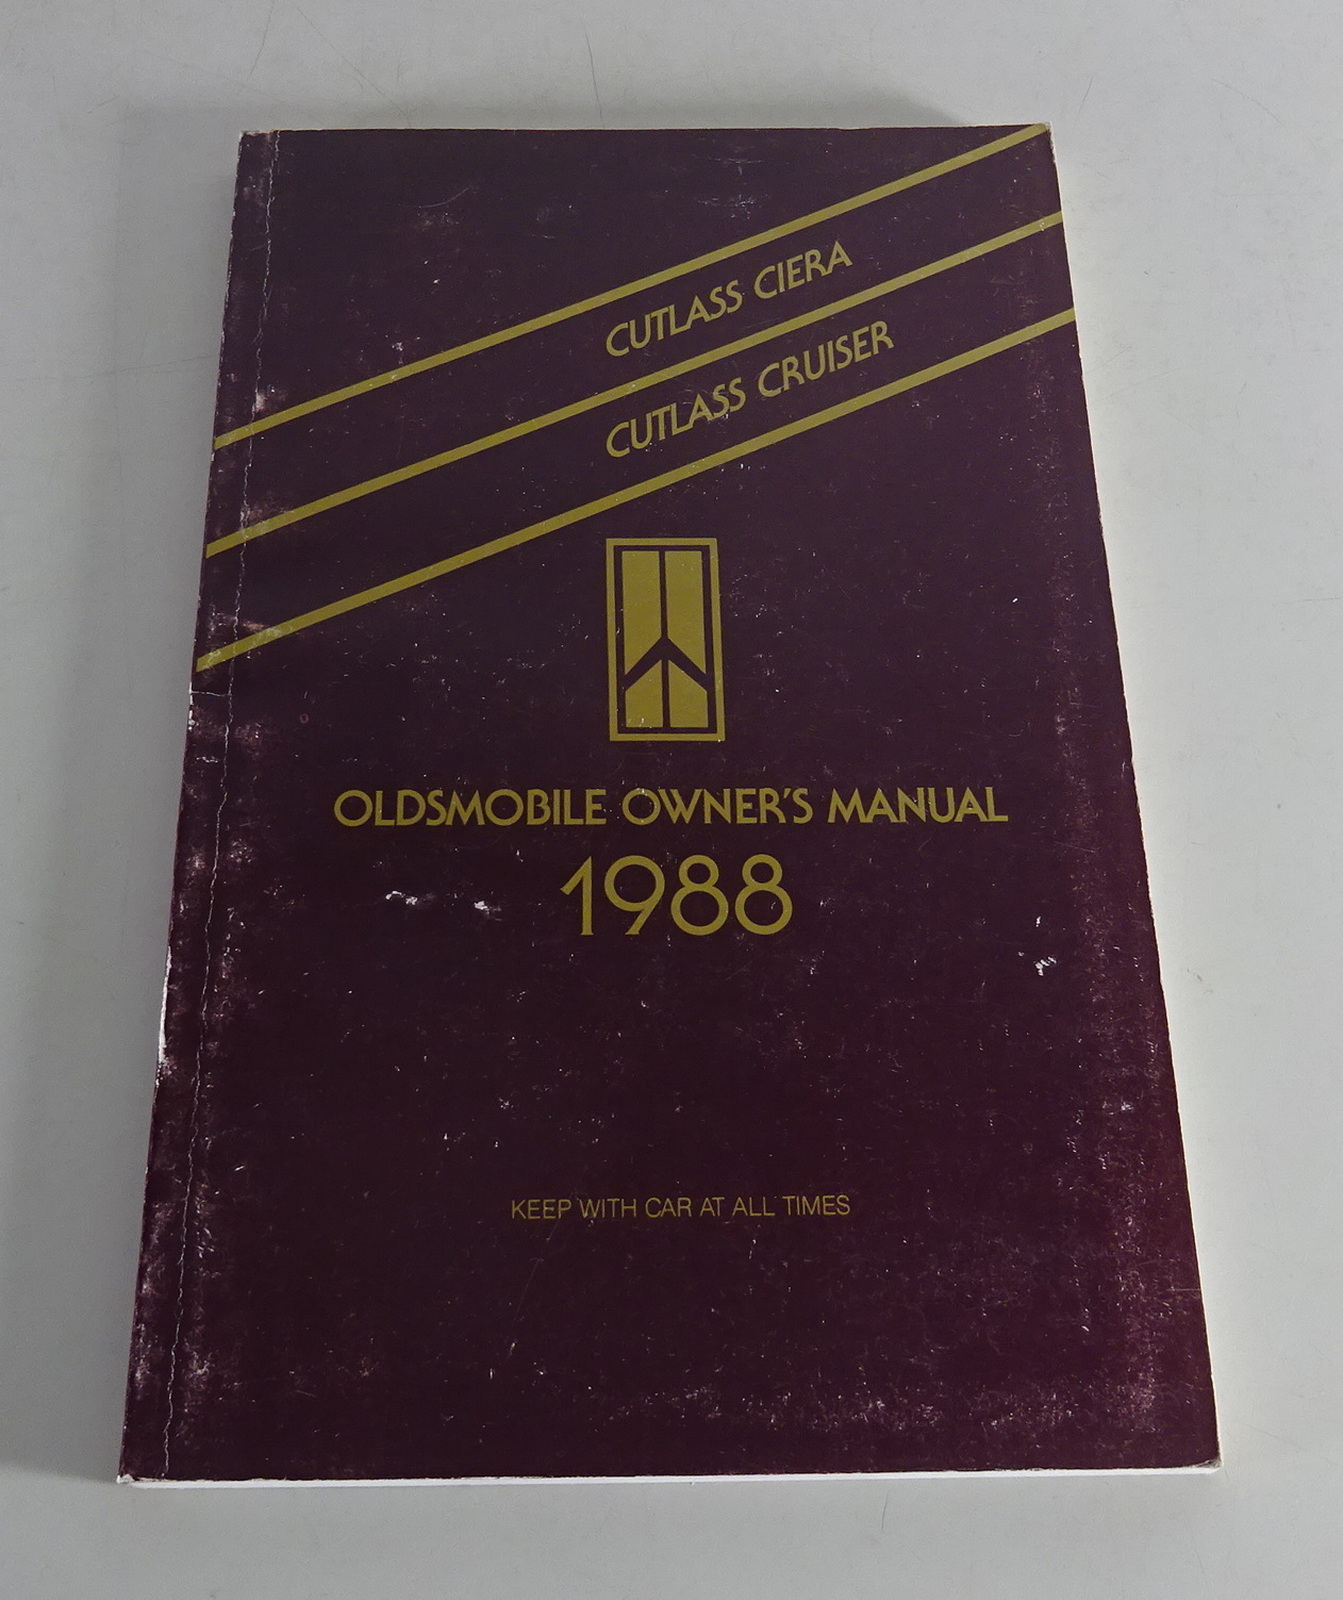 CUTLASS CIERA
CUTLASS CRUISER
OLDSMOBILE OWNER'S MANUAL
1988
KEEP WITH CAR AT ALL TIMES